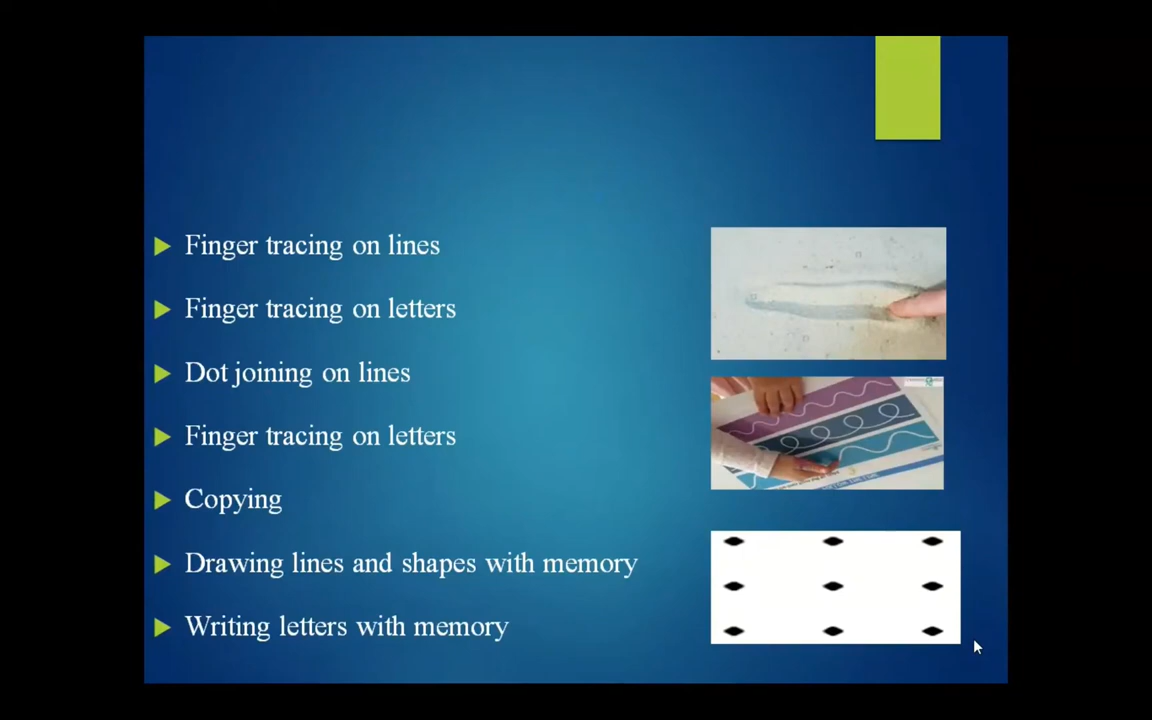 Finger tracing on lines
Finger tracing on letters
Dot joining on lines
Finger tracing on letters
Copying
Drawing lines and shapes with memory
Writing letters with memory